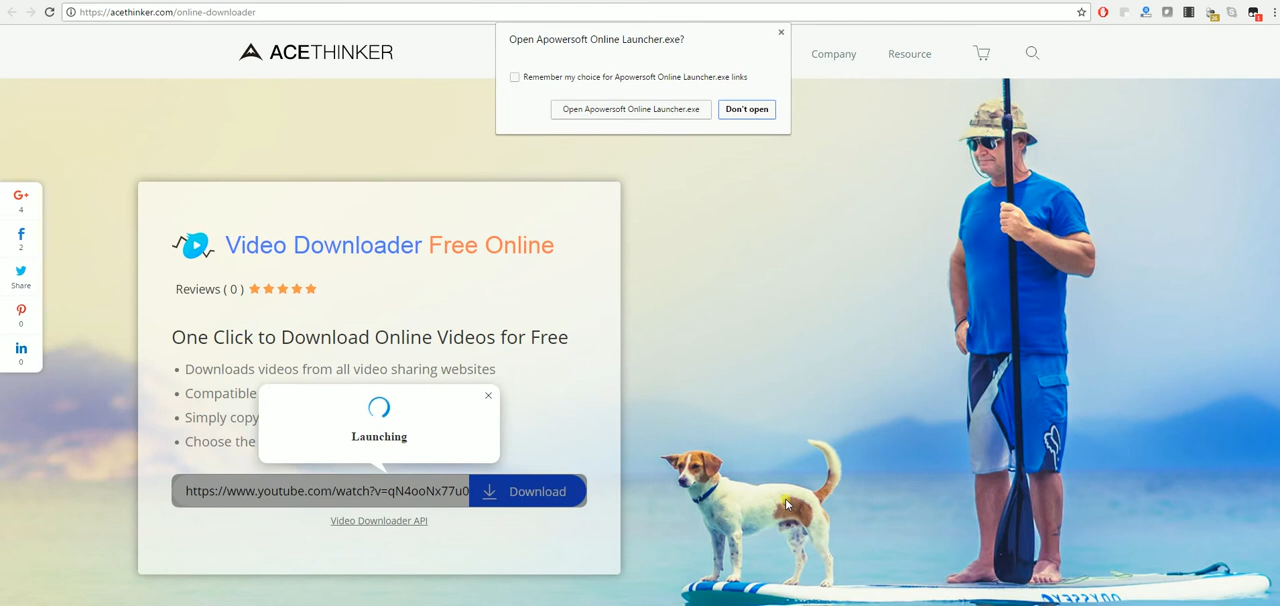 https://acethinker.com/online-downloader
Open Apowersoft Online Launcher.exe?
Remember my choice for Apowersoft Online Launcher.exe links
Open Apowersoft Online Launcher.exe
Don't open
ACETHINKER
Company
Resource
G+
4
f
2
Share
0
in
0
Video Downloader Free Online
Reviews ( 0 )
One Click to Download Online Videos for Free
• Downloads videos from all video sharing websites
• Compatible
• Simply copy
• Choose the
Launching
https://www.youtube.com/watch?v=qN4ooNx77u0
Download
Video Downloader API
ODYSSEY